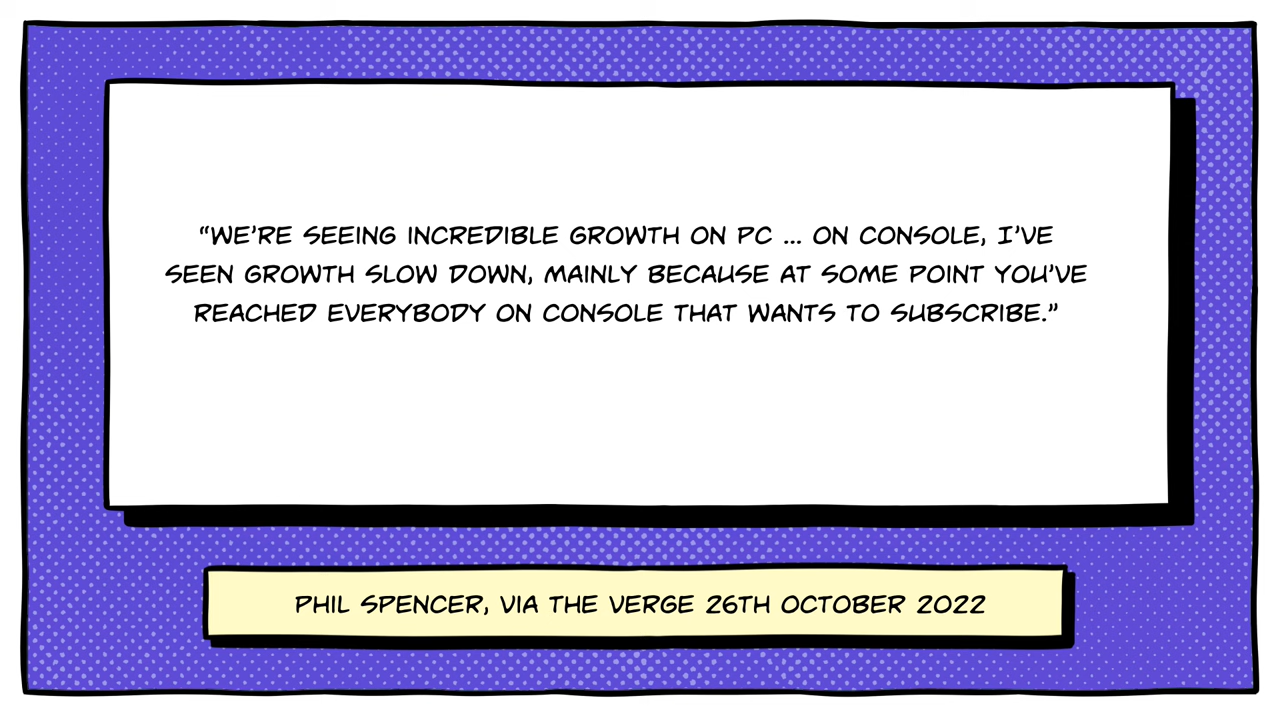 “WE’RE SEEING INCREDIBLE GROWTH ON PC ... ON CONSOLE, I’VE
SEEN GROWTH SLOW DOWN, MAINLY BECAUSE AT SOME POINT YOU’VE
REACHED EVERYBODY ON CONSOLE THAT WANTS TO SUBSCRIBE.”
PHIL SPENCER, VIA THE VERGE 26TH OCTOBER 2022